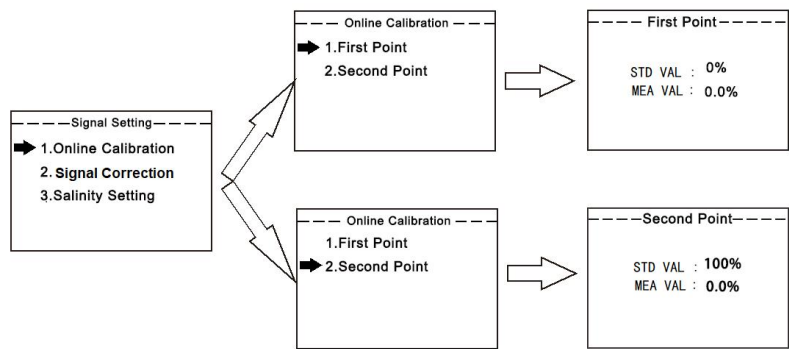 Signal Setting
1.Online Calibration
2. Signal Correction
3.Salinity Setting
Online Calibration
1.First Point
2.Second Point
First Point
STD VAL : 0%
MEA VAL : 0.0%
Online Calibration
1.First Point
2.Second Point
Second Point
STD VAL : 100%
MEA VAL : 0.0%